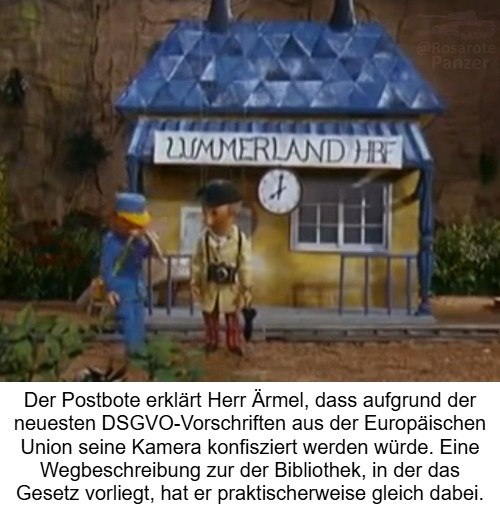 @Rosarote
Panzer
LUMMERLAND HBF
Der Postbote erklärt Herr Ärmel, dass aufgrund der
neuesten DSGVO-Vorschriften aus der Europäischen
Union seine Kamera konfisziert werden würde. Eine
Wegbeschreibung zur der Bibliothek, in der das
Gesetz vorliegt, hat er praktischerweise gleich dabei.